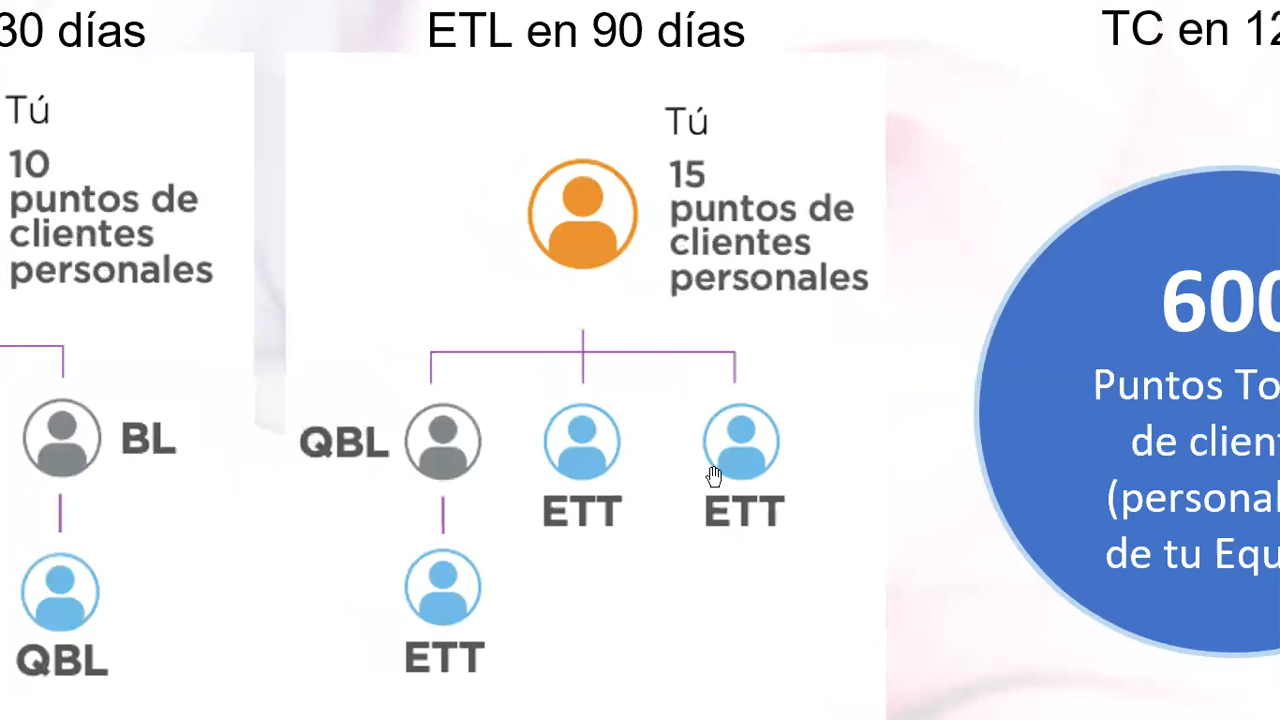 30 días
Tú
10
puntos de
clientes
personales
BL
QBL
ETL en 90 días
Tú
15
puntos de
clientes
personales
QBL
ETT
ETT
ETT
TC en 12
600
Puntos To
de client
(personal
de tu Equ